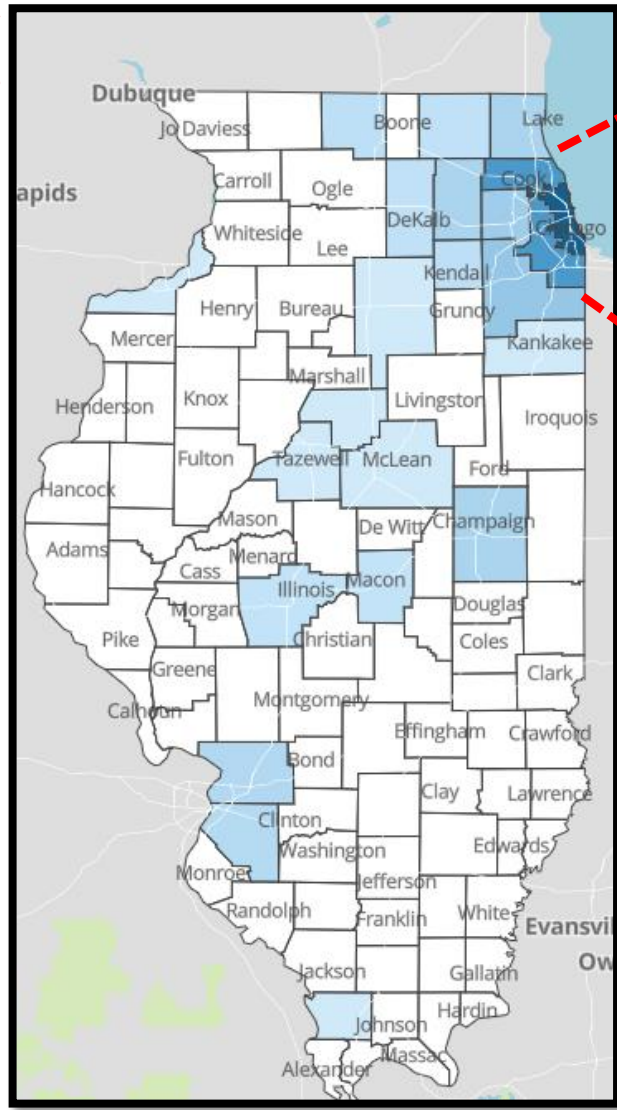 Dubuque
Jo Daviess
Boone
Lake
Carroll
Ogle
Cook
apids
DeKalb
Chicago
Whiteside
Lee
Kendall
Henry
Bureau
Grundy
Mercer
Kankakee
Marshall
Knox
Livingston
Henderson
Iroquois
Fulton
Tazewell
McLean
Ford
Hancock
Mason
De Witt
Champaign
Adams
Menard
Cass
Illinois
Macon
Morgan
Douglas
Pike
Christian
Coles
Greene
Clark
Calhoun
Montgomery
Effingham
Crawford
Bond
Clay
Lawrence
Clinton
Washington
Edwards
Monroe
Jefferson
Randolph
Franklin
White
Evansvil
Ow
Jackson
Gallatin
Johnson
Hardin
Massac
Alexander